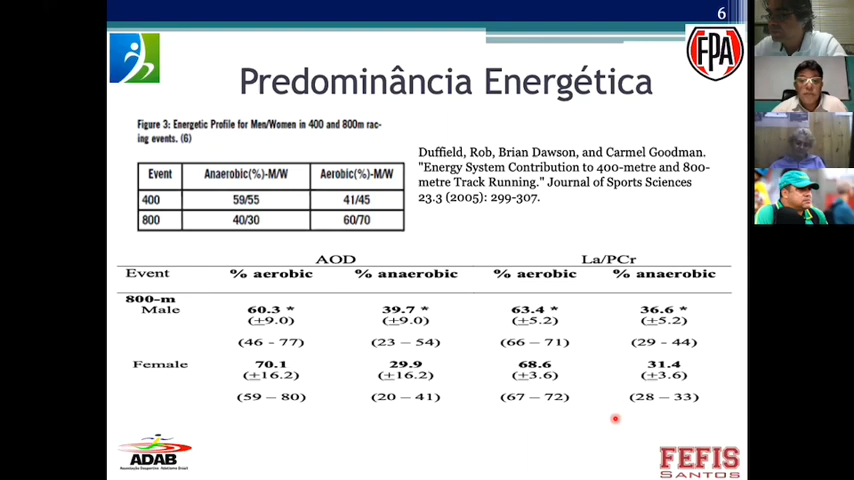 6
FPA
Predominância Energética
Figure 3: Energetic Profile for Men/Women in 400 and 800m rac-
ing events. (6)
Event Anaerobic(%)-M/W Aerobic(%)-M/W
400 59/55 41/45
800 40/30 60/70
Duffield, Rob, Brian Dawson, and Carmel Goodman.
"Energy System Contribution to 400-metre and 800-
metre Track Running." Journal of Sports Sciences
23.3 (2005): 299-307.
AOD La/PCr
Event % aerobic % anaerobic % aerobic % anaerobic
800-m
Male 60.3 * 39.7 * 63.4 * 36.6 *
(±9.0) (±9.0) (±5.2) (±5.2)
(46 - 77) (23 – 54) (66 – 71) (29 - 44)
Female 70.1 29.9 68.6 31.4
(±16.2) (±16.2) (±3.6) (±3.6)
(59 – 80) (20 – 41) (67 – 72) (28 – 33)
ADAB
Associação Desportiva Atletismo Brasil
FEFIS
SANTOS